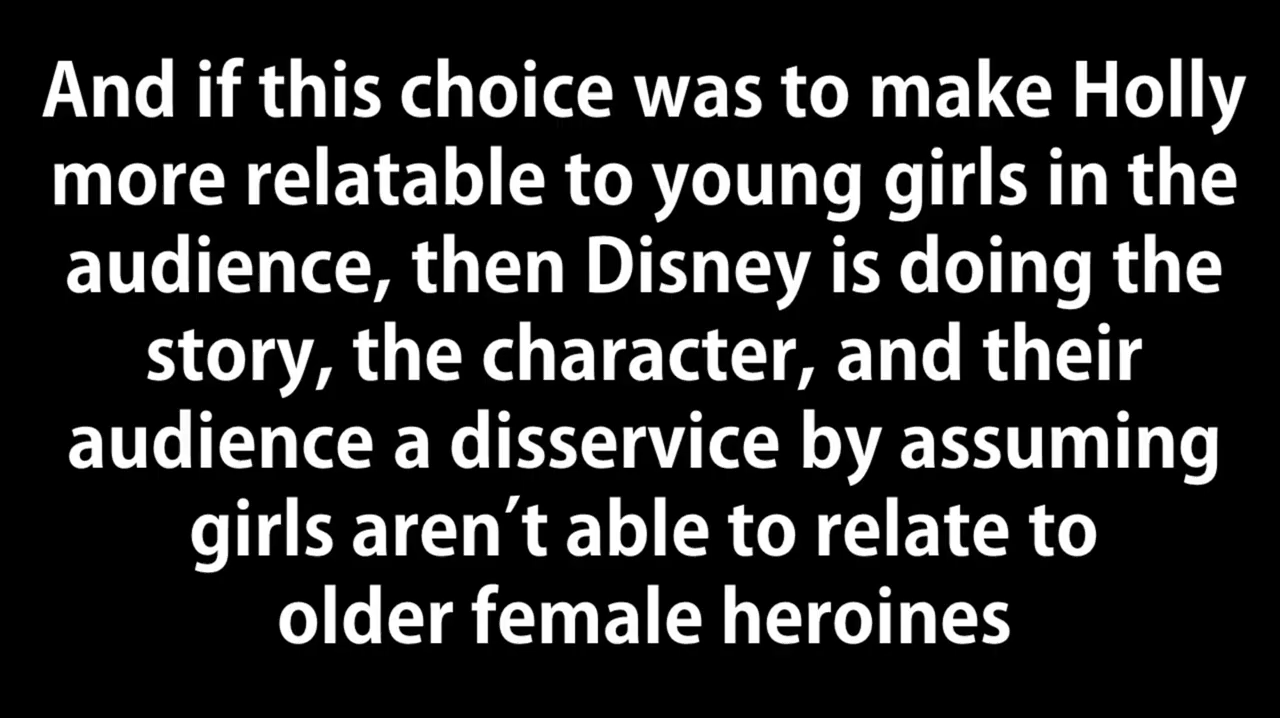 And if this choice was to make Holly
more relatable to young girls in the
audience, then Disney is doing the
story, the character, and their
audience a disservice by assuming
girls aren´t able to relate to
older female heroines